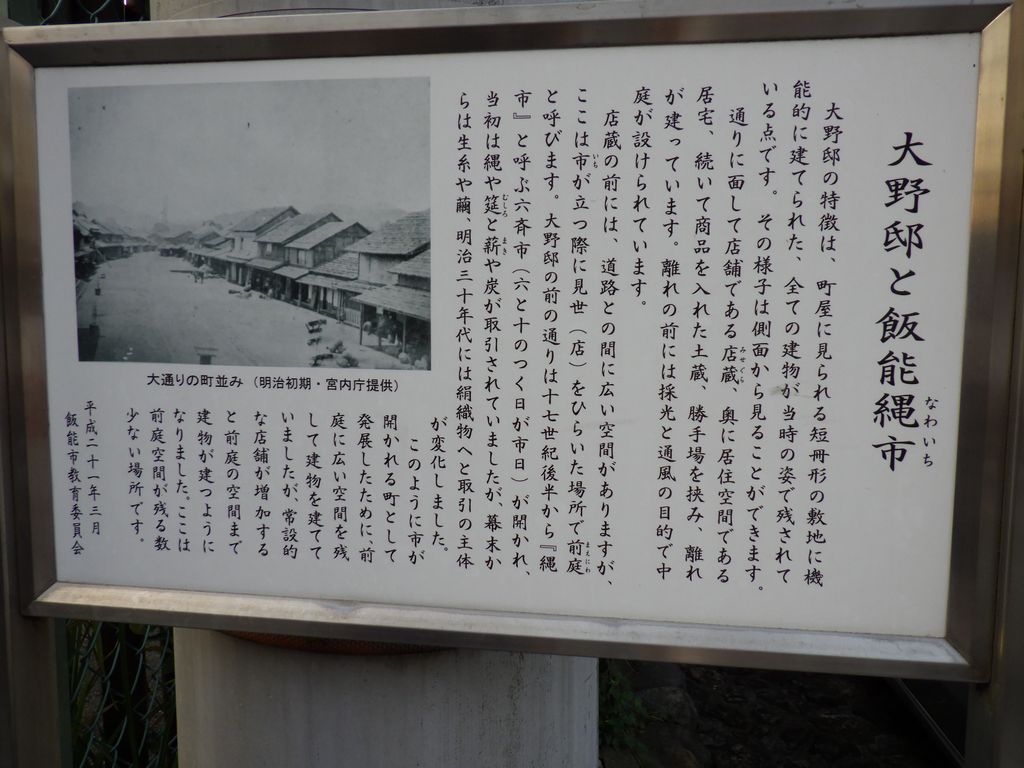 大野邸と飯能縄市
なわいち
大野邸の特徴は、町屋に見られる短冊形の敷地に機
能的に建てられた、全ての建物が当時の姿で残されて
いる点です。その様子は側面から見ることができます。
通りに面して店舗である店蔵、奥に居住空間である
みせぐら
居宅、続いて商品を入れた土蔵、勝手場を挟み、離れ
が建っています。離れの前には採光と通風の目的で中
庭が設けられています。
店蔵の前には、道路との間に広い空間がありますが、
ここは市が立つ際に見世（店）をひらいた場所で前庭
いち
まえにわ
と呼びます。大野邸の前の通りは十七世紀後半から『縄
市』と呼ぶ六斉市（六と十のつく日が市日）が開かれ、
当初は縄や筵と薪や炭が取引されていましたが、幕末か
むしろ
まき
らは生糸や繭、明治三十年代には絹織物へと取引の主体
が変化しました。
このように市が
開かれる町として
発展したために、前
庭に広い空間を残
して建物を建てて
いましたが、常設的
な店舗が増加する
と前庭の空間まで
建物が建つように
なりました。ここは
前庭空間が残る数
少ない場所です。
平成二十一年三月
飯能市教育委員会
大通りの町並み（明治初期・宮内庁提供）